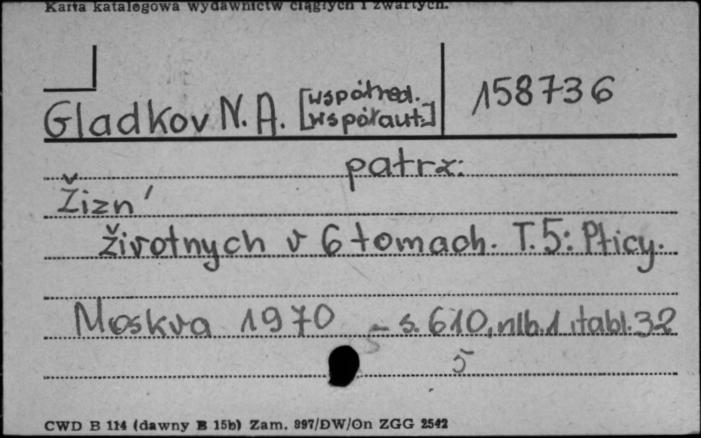 Karta katalogowa wydawnictw ciągłych i zwartych.
158736
Gladkov N. A. [współred. współaut.]
patrz:
Žizn'
životnych v 6 tomach. T. 5: Pticy.
Moskva 1970 – s. 610, nlb. 1, tabl. 32
5
CWD B 114 (dawny B 15b) Zam. 997/DW/On ZGG 2542